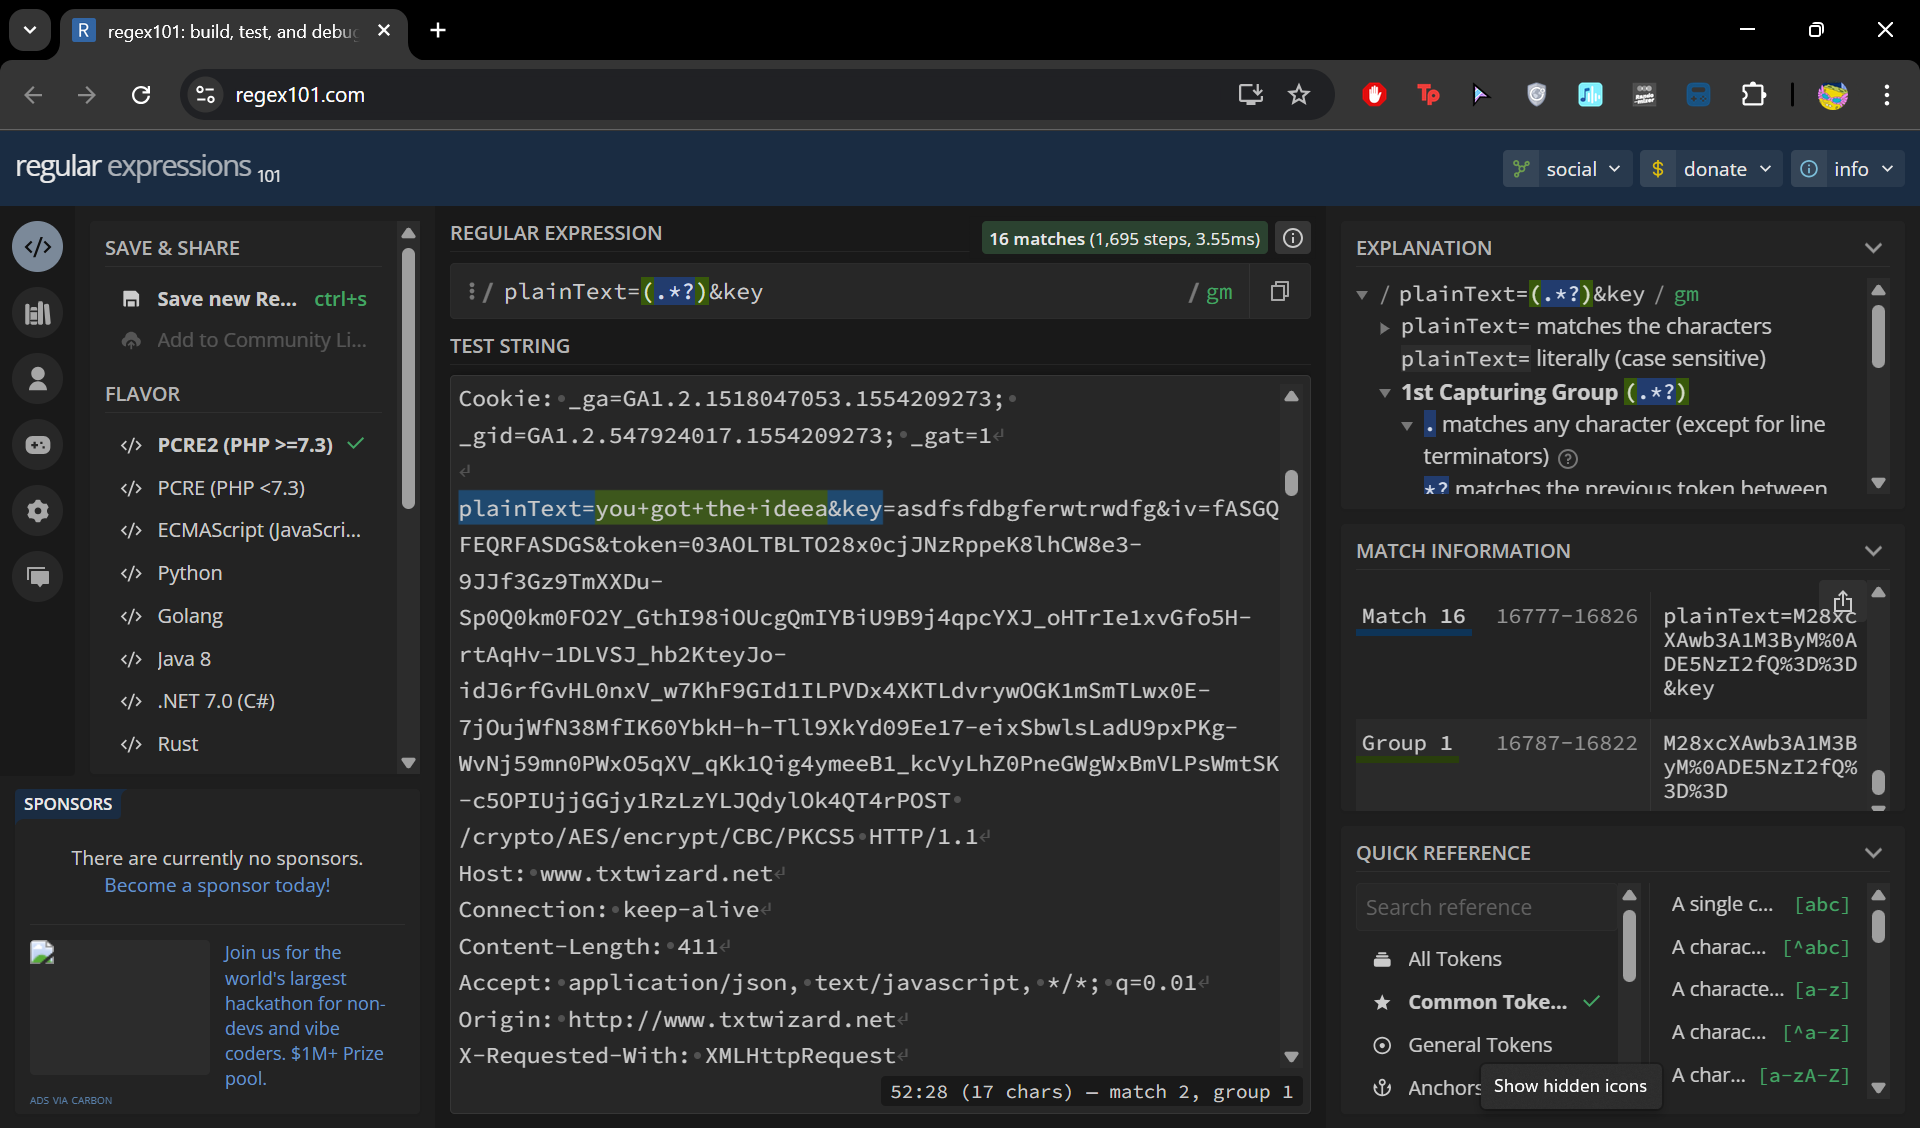 regex101: build, test, and debug
regex101.com
regular expressions 101
social
donate
info
SAVE & SHARE
Save new Re... ctrl+s
Add to Community Li...
FLAVOR
PCRE2 (PHP >=7.3)
PCRE (PHP <7.3)
ECMAScript (JavaScri...
Python
Golang
Java 8
.NET 7.0 (C#)
Rust
SPONSORS
There are currently no sponsors.
Become a sponsor today!
Join us for the
world's largest
hackathon for non-
devs and vibe
coders. $1M+ Prize
pool.
ADS VIA CARBON
REGULAR EXPRESSION
16 matches (1,695 steps, 3.55ms)
/ plainText=(.*?)&key / gm
TEST STRING
Cookie: _ga=GA1.2.1518047053.1554209273;
_gid=GA1.2.547924017.1554209273; _gat=1
plainText=you+got+the+ideea&key=asdfsfdbgferwtrwdfg&iv=fASGQ
FEQRFASDGS&token=03AOLTBLTO28x0cjJNzRppeK8lhCW8e3-
9JJf3Gz9TmXXDu-
Sp0Q0km0FO2Y_GthI98iOUcgQmIYBiU9B9j4qpcYXJ_oHTrIe1xvGfo5H-
rtAqHv-1DLVSJ_hb2KteyJo-
idJ6rfGvHL0nxV_w7KhF9GId1ILPVDx4XKTLdvrywOGK1mSmTLwx0E-
7jOujWfN38MfIK60YbkH-h-Tll9XkYd09Ee17-eixSbwlsLadU9pxPKg-
WvNj59mn0PWxO5qXV_qKk1Qig4ymeeB1_kcVyLhZ0PneGWgWxBmVLPsWmtSK
-c5OPIUjjGGjy1RzLzYLJQdylOk4QT4rPOST
/crypto/AES/encrypt/CBC/PKCS5 HTTP/1.1
Host: www.txtwizard.net
Connection: keep-alive
Content-Length: 411
Accept: application/json, text/javascript, */*; q=0.01
Origin: http://www.txtwizard.net
X-Requested-With: XMLHttpRequest
52:28 (17 chars) — match 2, group 1
EXPLANATION
/ plainText=(.*?)&key / gm
plainText= matches the characters
plainText= literally (case sensitive)
1st Capturing Group (.*?)
. matches any character (except for line
terminators)
*? matches the previous token between
MATCH INFORMATION
Match 16 16777-16826 plainText=M28xc
XAwb3A1M3ByM%0A
DE5NzI2fQ%3D%3D
&key
Group 1 16787-16822 M28xcXAwb3A1M3B
yM%0ADE5NzI2fQ%
3D%3D
QUICK REFERENCE
Search reference
All Tokens
Common Toke...
General Tokens
Anchors
A single c... [abc]
A charac... [^abc]
A characte... [a-z]
A charac... [^a-z]
A char... [a-zA-Z]
Show hidden icons